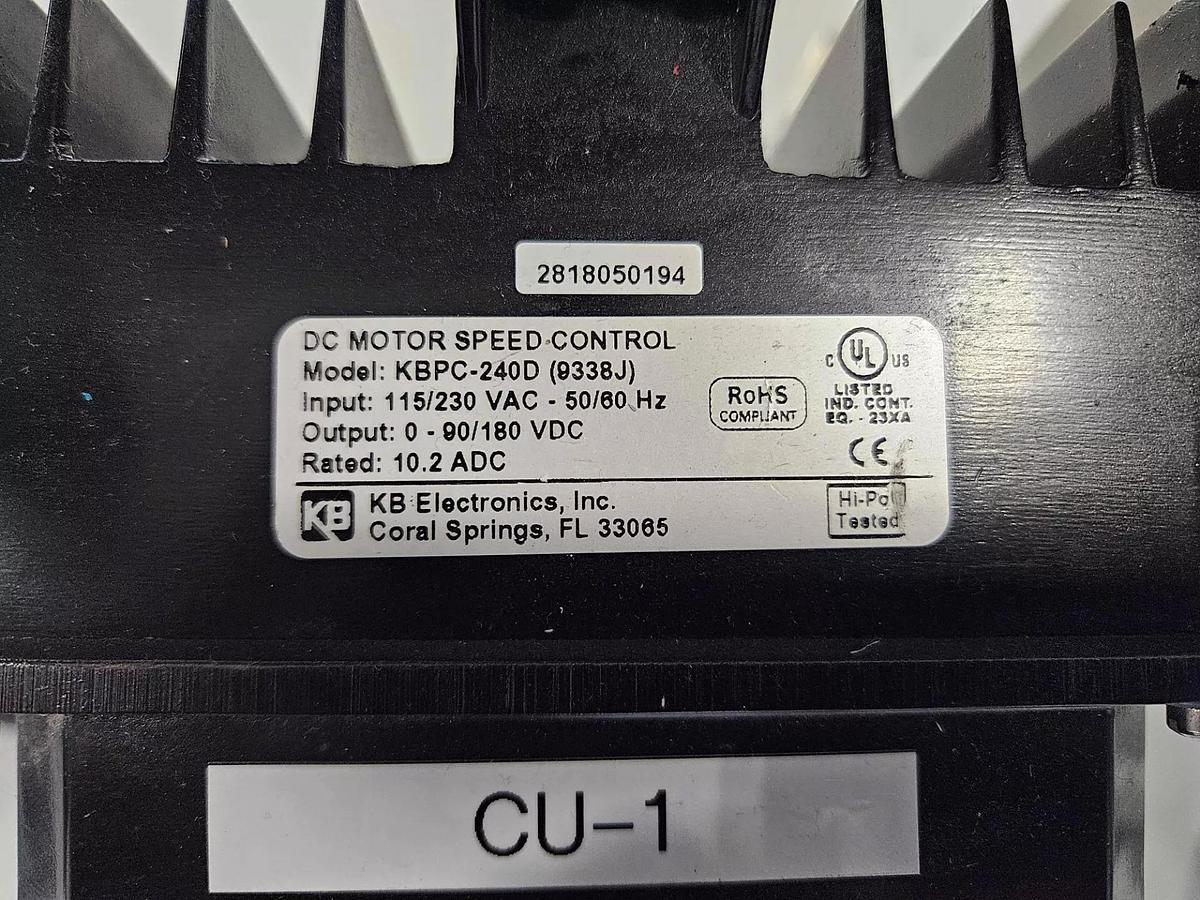 2818050194
DC MOTOR SPEED CONTROL
Model: KBPC-240D (9338J)
Input: 115/230 VAC - 50/60 Hz
Output: 0 - 90/180 VDC
Rated: 10.2 ADC
RoHS
COMPLIANT
C UL US
LISTED
IND. CONT.
EQ. - 23XA
CE
KB
KB Electronics, Inc.
Coral Springs, FL 33065
Hi-Pot
Tested
CU-1